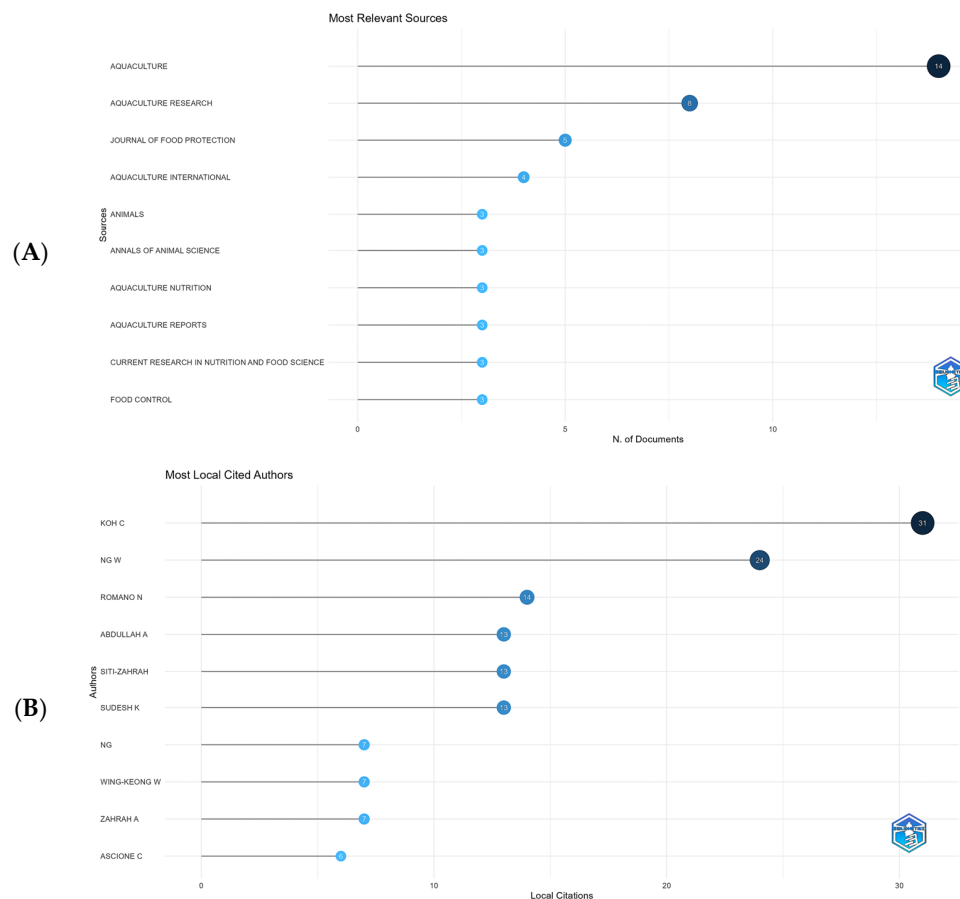 Most Relevant Sources
AQUACULTURE
14
AQUACULTURE RESEARCH
8
JOURNAL OF FOOD PROTECTION
5
AQUACULTURE INTERNATIONAL
4
ANIMALS
3
(A)
Sources
ANNALS OF ANIMAL SCIENCE
3
AQUACULTURE NUTRITION
3
AQUACULTURE REPORTS
3
CURRENT RESEARCH IN NUTRITION AND FOOD SCIENCE
3
FOOD CONTROL
3
0 5 10
N. of Documents
Most Local Cited Authors
KOH C
31
NG W
24
ROMANO N
14
ABDULLAH A
13
SITI-ZAHRAH
13
(B)
Authors
SUDESH K
13
NG
7
WING-KEONG W
7
ZAHRAH A
7
ASCIONE C
6
0 10 20 30
Local Citations